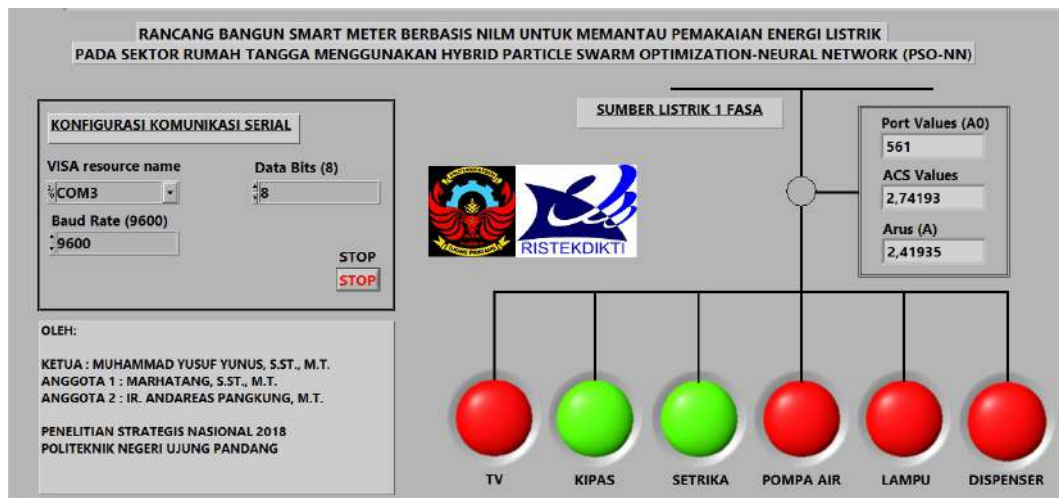 RANCANG BANGUN SMART METER BERBASIS NILM UNTUK MEMANTAU PEMAKAIAN ENERGI LISTRIK
PADA SEKTOR RUMAH TANGGA MENGGUNAKAN HYBRID PARTICLE SWARM OPTIMIZATION-NEURAL NETWORK (PSO-NN)
KONFIGURASI KOMUNIKASI SERIAL
VISA resource name
COM3
Data Bits (8)
8
Baud Rate (9600)
9600
STOP
STOP
OLEH:
KETUA : MUHAMMAD YUSUF YUNUS, S.ST., M.T.
ANGGOTA 1 : MARHATANG, S.ST., M.T.
ANGGOTA 2 : IR. ANDAREAS PANGKUNG, M.T.
PENELITIAN STRATEGIS NASIONAL 2018
POLITEKNIK NEGERI UJUNG PANDANG
RISTEKDIKTI
SUMBER LISTRIK 1 FASA
Port Values (A0)
561
ACS Values
2,74193
Arus (A)
2,41935
TV
KIPAS
SETRIKA
POMPA AIR
LAMPU
DISPENSER